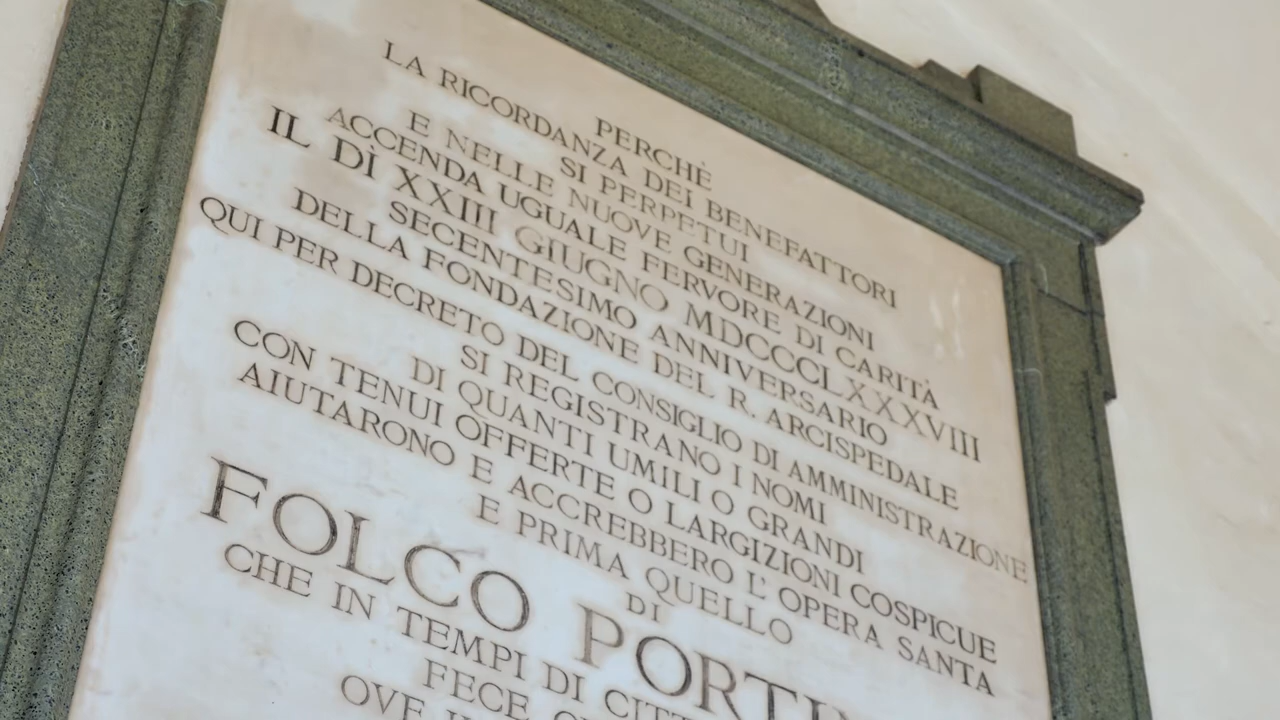 PERCHÈ
LA RICORDANZA DEI BENEFATTORI
SI PERPETUI
E NELLE NUOVE GENERAZIONI
ACCENDA UGUALE FERVORE DI CARITÀ
IL DÌ XXIII GIUGNO MDCCCLXXXVIII
SECENTESIMO ANNIVERSARIO
DELLA FONDAZIONE DEL R. ARCISPEDALE
QUI PER DECRETO DEL CONSIGLIO DI AMMINISTRAZIONE
SI REGISTRANO I NOMI
DI QUANTI UMILI O GRANDI
CON TENUI OFFERTE O LARGIZIONI COSPICUE
AIUTARONO E ACCREBBERO L'OPERA SANTA
E PRIMA QUELLO
DI
FOLCO
CHE IN TEMPI DI
FECE
OVE